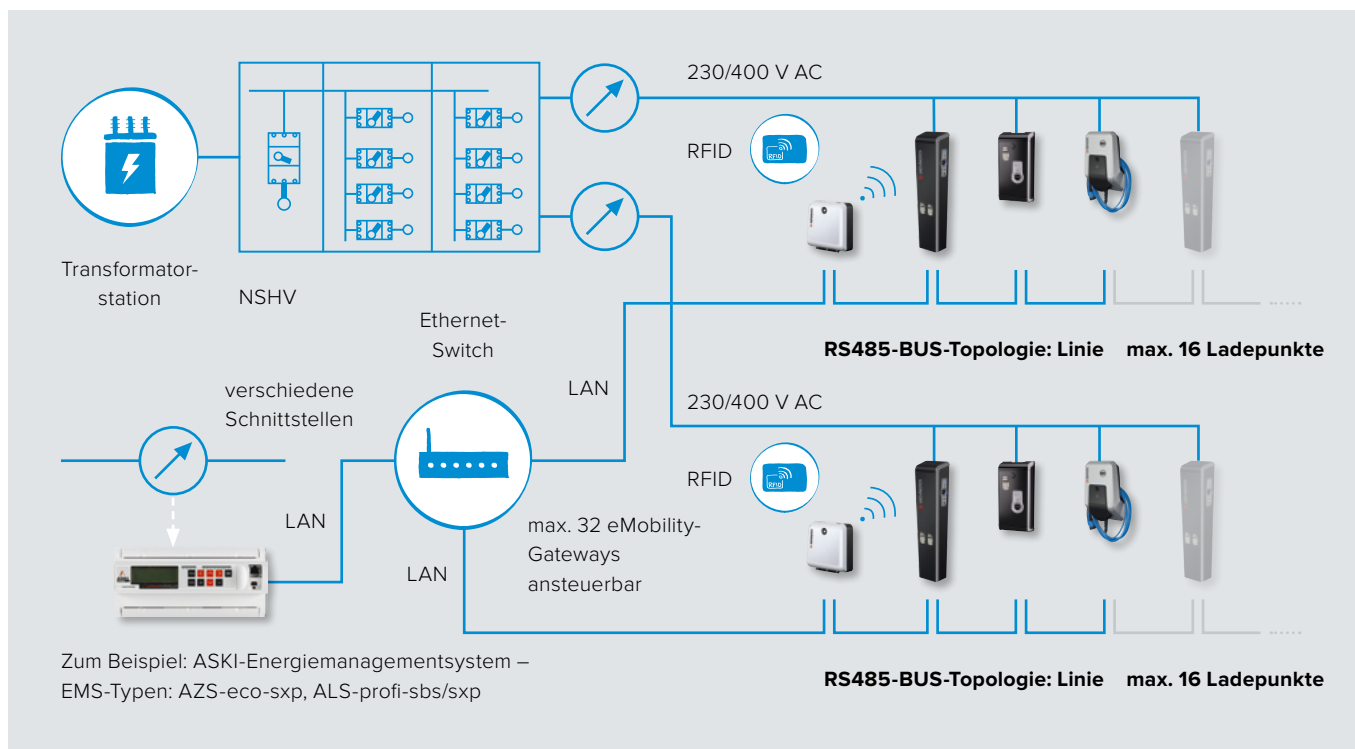 230/400 V AC
RFID
RFID
Transformator-
station
NSHV
Ethernet-
Switch
RS485-BUS-Topologie: Linie max. 16 Ladepunkte
LAN
verschiedene
Schnittstellen
230/400 V AC
RFID
RFID
LAN
max. 32 eMobility-
Gateways
ansteuerbar
LAN
Zum Beispiel: ASKI-Energiemanagementsystem –
EMS-Typen: AZS-eco-sxp, ALS-profi-sbs/sxp
RS485-BUS-Topologie: Linie max. 16 Ladepunkte